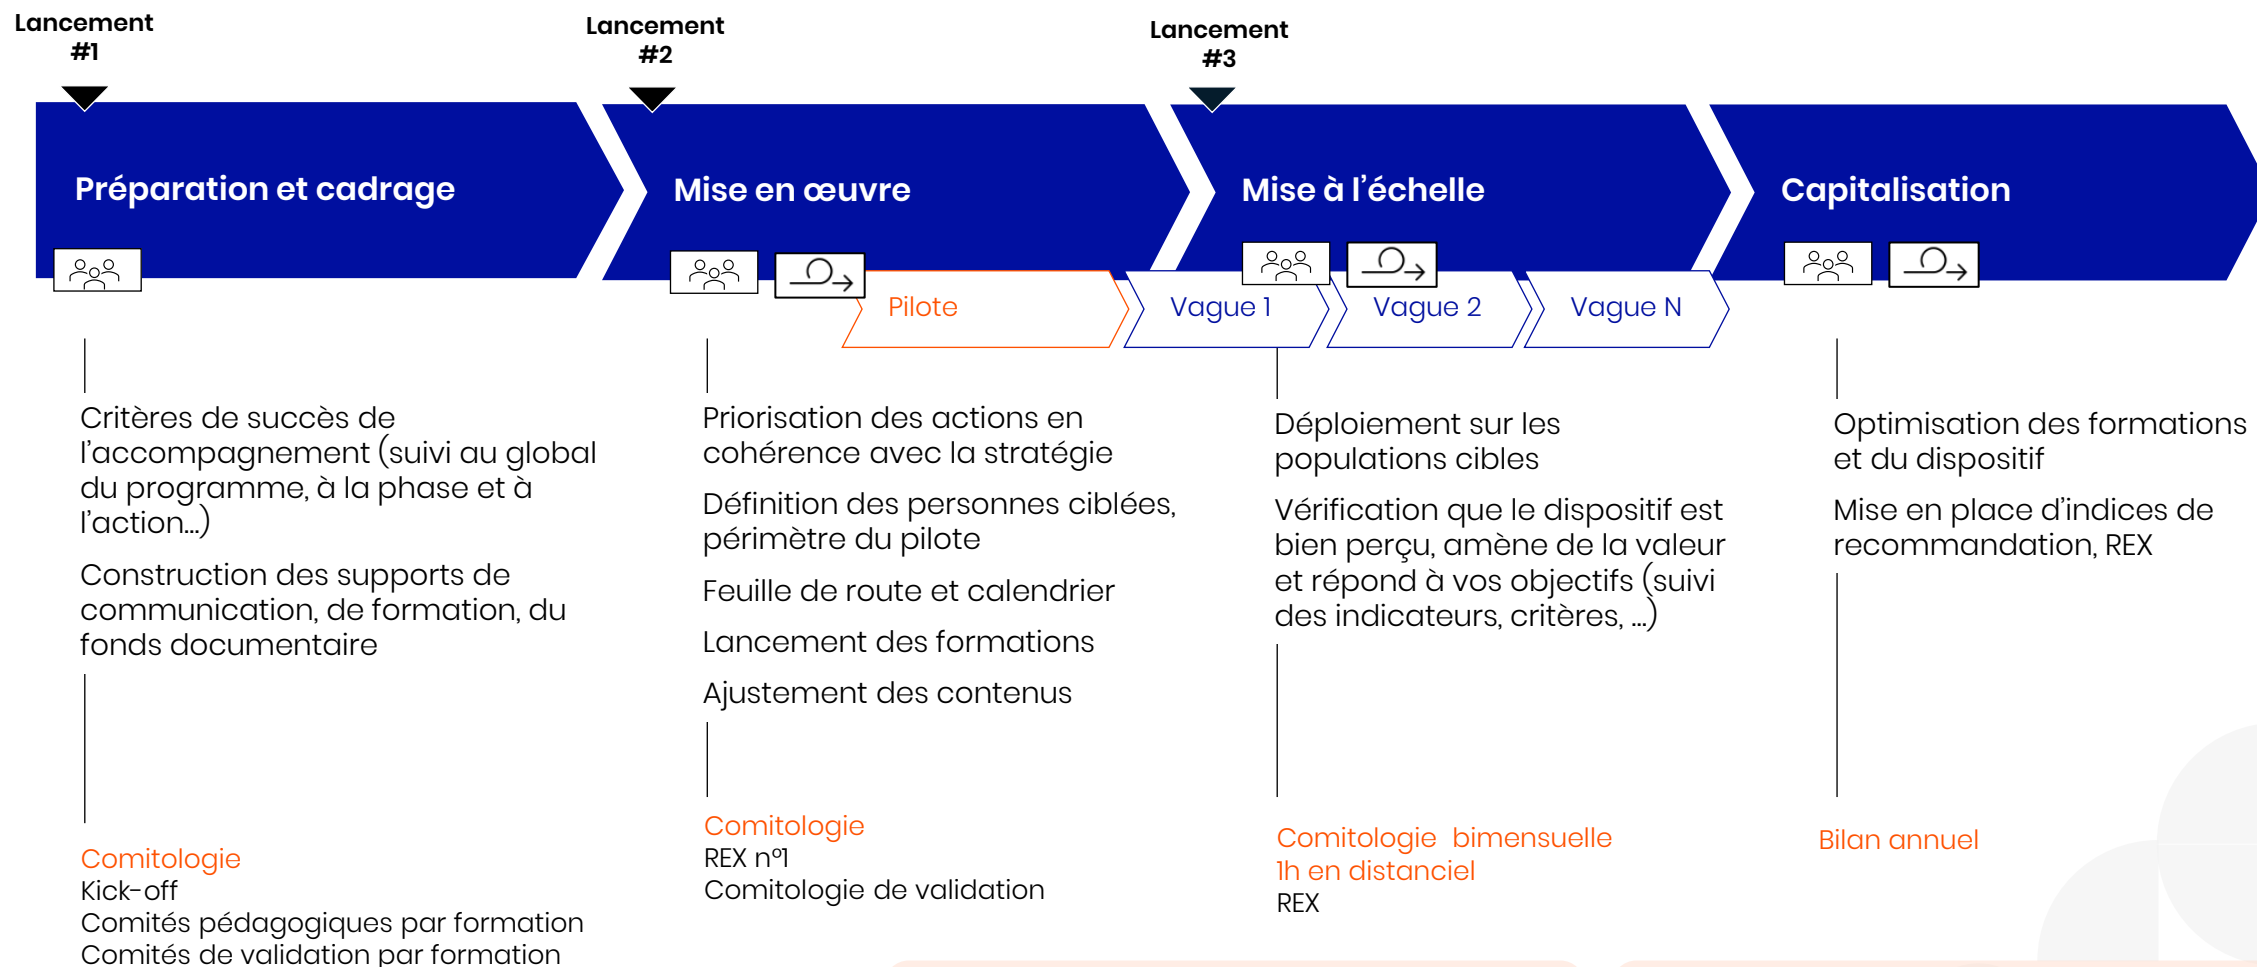 Lancement
#1
Lancement
#2
Lancement
#3
Préparation et cadrage
Mise en œuvre
Mise à l’échelle
Capitalisation
Pilote
Vague 1
Vague 2
Vague N
Critères de succès de
l’accompagnement (suivi au global
du programme, à la phase et à
l’action…)
Construction des supports de
communication, de formation, du
fonds documentaire
Comitologie
Kick-off
Comités pédagogiques par formation
Comités de validation par formation
Priorisation des actions en
cohérence avec la stratégie
Définition des personnes ciblées,
périmètre du pilote
Feuille de route et calendrier
Lancement des formations
Ajustement des contenus
Comitologie
REX n°1
Comitologie de validation
Déploiement sur les
populations cibles
Vérification que le dispositif est
bien perçu, amène de la valeur
et répond à vos objectifs (suivi
des indicateurs, critères, …)
Comitologie bimensuelle
1h en distanciel
REX
Optimisation des formations
et du dispositif
Mise en place d’indices de
recommandation, REX
Bilan annuel